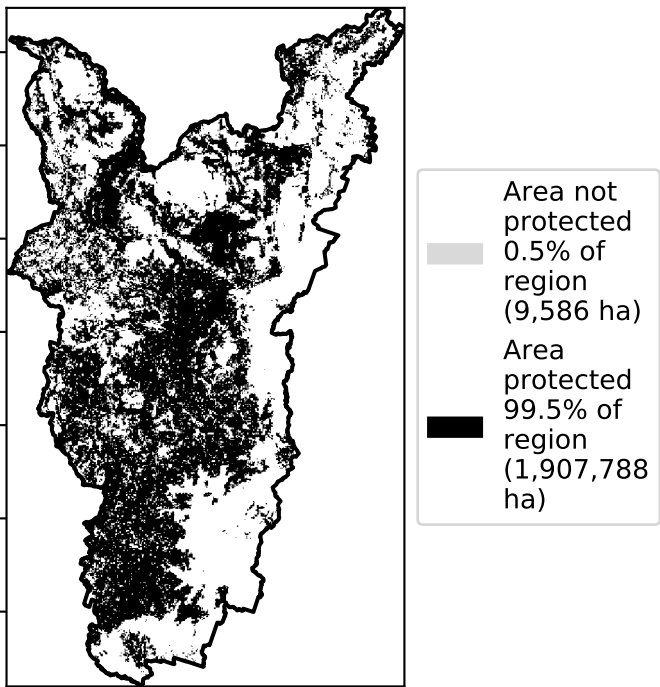 Area not
protected
0.5% of
region
(9,586 ha)
Area
protected
99.5% of
region
(1,907,788
ha)